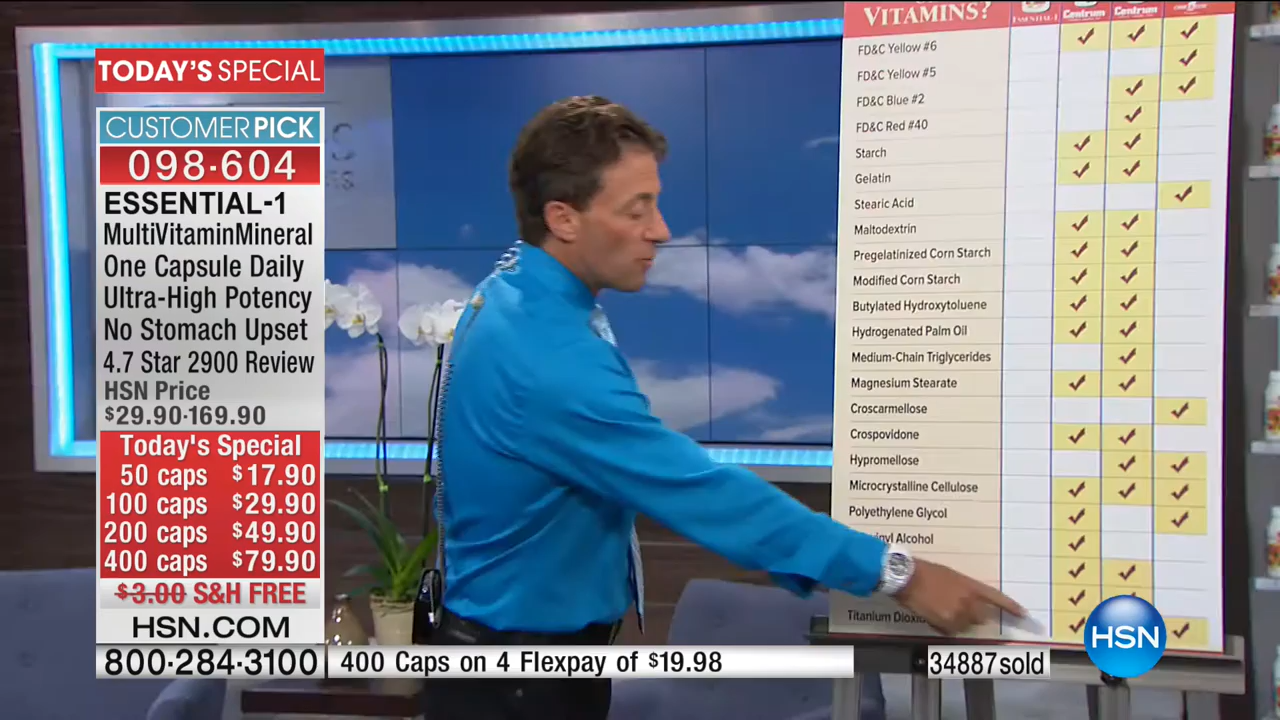 TODAY'S SPECIAL
CUSTOMER PICK
098·604
ESSENTIAL-1
MultiVitaminMineral
One Capsule Daily
Ultra-High Potency
No Stomach Upset
4.7 Star 2900 Review
HSN Price
$29.90-169.90
Today's Special
50 caps $17.90
100 caps $29.90
200 caps $49.90
400 caps $79.90
$3.00 S&H FREE
HSN.COM
800·284·3100
400 Caps on 4 Flexpay of $19.98
34887 sold
HSN
VITAMINS?
ESSENTIAL-1
Centrum
Centrum
FD&C Yellow #6
FD&C Yellow #5
FD&C Blue #2
FD&C Red #40
Starch
Gelatin
Stearic Acid
Maltodextrin
Pregelatinized Corn Starch
Modified Corn Starch
Butylated Hydroxytoluene
Hydrogenated Palm Oil
Medium-Chain Triglycerides
Magnesium Stearate
Croscarmellose
Crospovidone
Hypromellose
Microcrystalline Cellulose
Polyethylene Glycol
Alcohol
Titanium